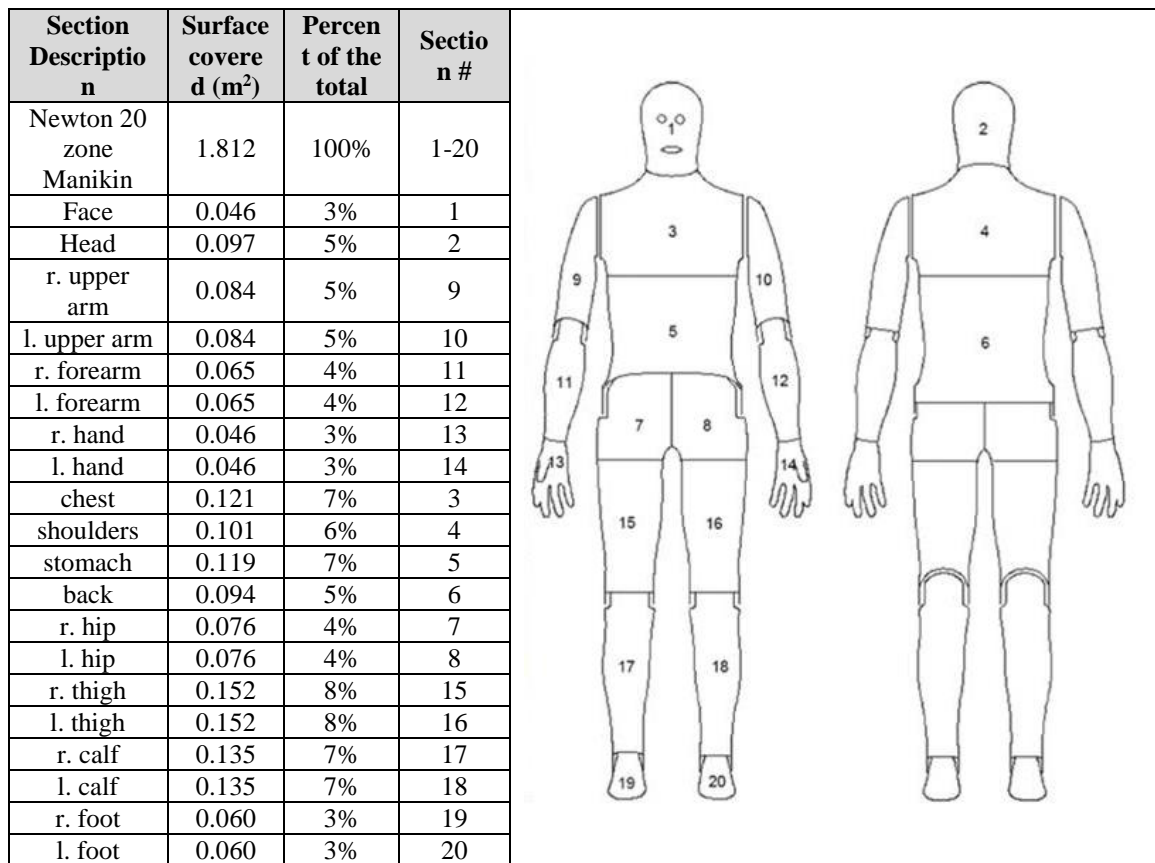 Section Descriptio n Surface covere d (m²) Percen t of the total Sectio n #
Newton 20 zone Manikin 1.812 100% 1-20
Face 0.046 3% 1
Head 0.097 5% 2
r. upper arm 0.084 5% 9
l. upper arm 0.084 5% 10
r. forearm 0.065 4% 11
l. forearm 0.065 4% 12
r. hand 0.046 3% 13
l. hand 0.046 3% 14
chest 0.121 7% 3
shoulders 0.101 6% 4
stomach 0.119 7% 5
back 0.094 5% 6
r. hip 0.076 4% 7
l. hip 0.076 4% 8
r. thigh 0.152 8% 15
l. thigh 0.152 8% 16
r. calf 0.135 7% 17
l. calf 0.135 7% 18
r. foot 0.060 3% 19
l. foot 0.060 3% 20
1
3
9
10
5
11
12
7
8
13
14
15
16
17
18
19
20
2
4
6